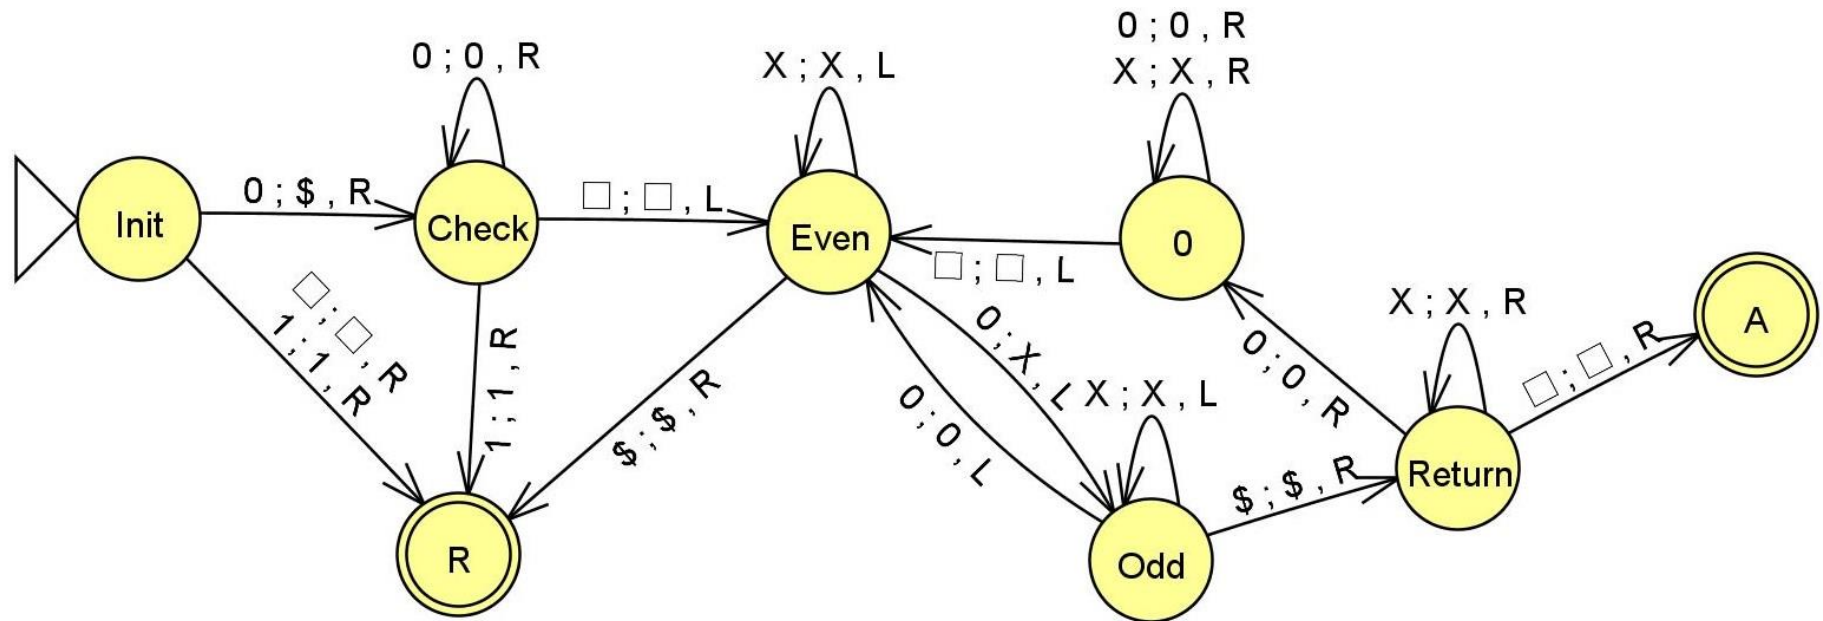 0 ; 0 , R
X ; X , R
0 ; 0 , R
X ; X , L
0 ; $ , R
□ ; □ , L
Init
Check
Even
0
□ ; □ , L
□ ; □ , R
1 ; 1 , R
1 ; 1 , R
$ ; $ , R
0 ; X , L
0 ; 0 , L
X ; X , L
0 ; 0 , R
X ; X , R
□ ; □ , R
A
$ ; $ , R
Return
R
Odd